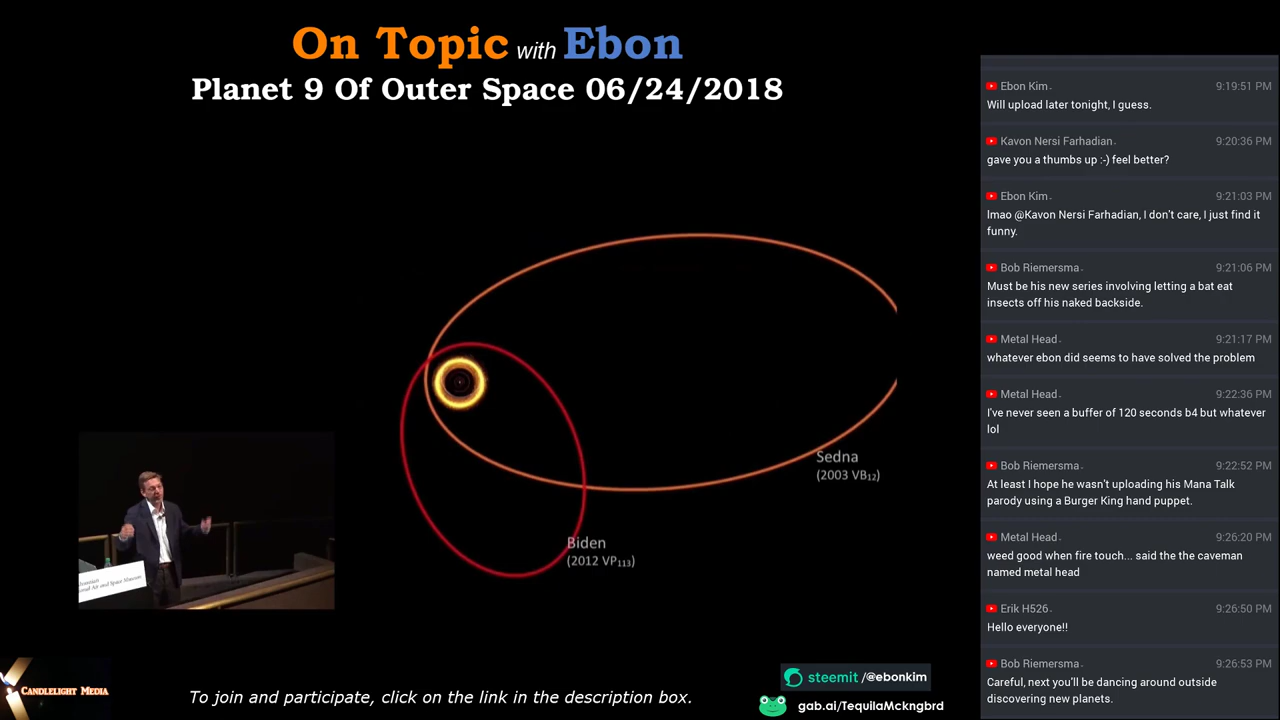 On Topic with Ebon
Planet 9 Of Outer Space 06/24/2018
Sedna
(2003 VB12)
Biden
(2012 VP113)
Air and Space Museum
CANDLELIGHT MEDIA
To join and participate, click on the link in the description box.
steemit /@ebonkim
gab.ai/TequilaMckngbrd
Ebon Kim 9:19:51 PM
Will upload later tonight, I guess.
Kavon Nersi Farhadian 9:20:36 PM
gave you a thumbs up :-) feel better?
Ebon Kim 9:21:03 PM
lmao @Kavon Nersi Farhadian, I don't care, I just find it
funny.
Bob Riemersma 9:21:06 PM
Must be his new series involving letting a bat eat
insects off his naked backside.
Metal Head 9:21:17 PM
whatever ebon did seems to have solved the problem
Metal Head 9:22:36 PM
I've never seen a buffer of 120 seconds b4 but whatever
lol
Bob Riemersma 9:22:52 PM
At least I hope he wasn't uploading his Mana Talk
parody using a Burger King hand puppet.
Metal Head 9:26:20 PM
weed good when fire touch... said the the caveman
named metal head
Erik H526 9:26:50 PM
Hello everyone!!
Bob Riemersma 9:26:53 PM
Careful, next you'll be dancing around outside
discovering new planets.